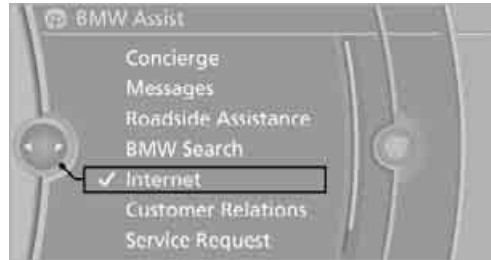 BMW Assist
Concierge
Messages
Roadside Assistance
BMW Search
✓ Internet
Customer Relations
Service Request